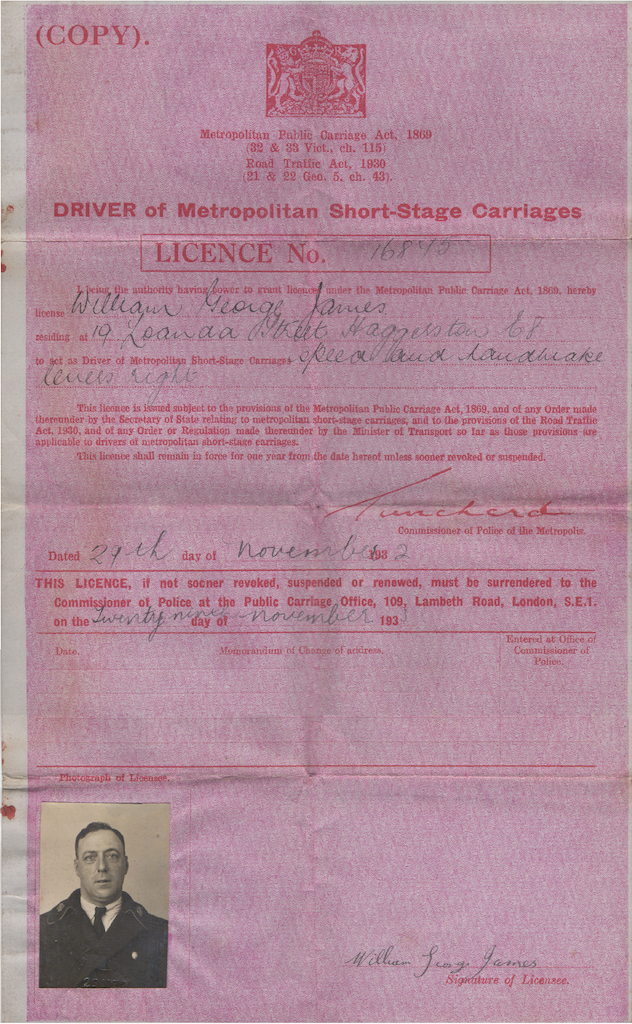 (COPY).
Metropolitan Public Carriage Act, 1869
(32 & 33 Vict., ch. 115)
Road Traffic Act, 1930
(21 & 22 Geo. 5, ch. 43).
DRIVER of Metropolitan Short-Stage Carriages
LICENCE No. 16845
I being the authority having power to grant licences under the Metropolitan Public Carriage Act, 1869, hereby
license William George James
residing at 19 Loanda Street Haggerston E8
to act as Driver of Metropolitan Short-Stage Carriages speed and handbrake
levers right
This licence is issued subject to the provisions of the Metropolitan Public Carriage Act, 1869, and of any Order made
thereunder by the Secretary of State relating to metropolitan short-stage carriages, and to the provisions of the Road Traffic
Act, 1930, and of any Order or Regulation made thereunder by the Minister of Transport so far as those provisions are
applicable to drivers of metropolitan short-stage carriages.
This licence shall remain in force for one year from the date hereof unless sooner revoked or suspended.
Trenchard
Commissioner of Police of the Metropolis.
Dated 29th day of November 1932
THIS LICENCE, if not sooner revoked, suspended or renewed, must be surrendered to the
Commissioner of Police at the Public Carriage Office, 109, Lambeth Road, London, S.E.1.
on the Twenty nine day of November 1933
Date. Memorandum of Change of address. Entered at Office of
Commissioner of
Police.
Photograph of Licensee.
William George James
Signature of Licensee.